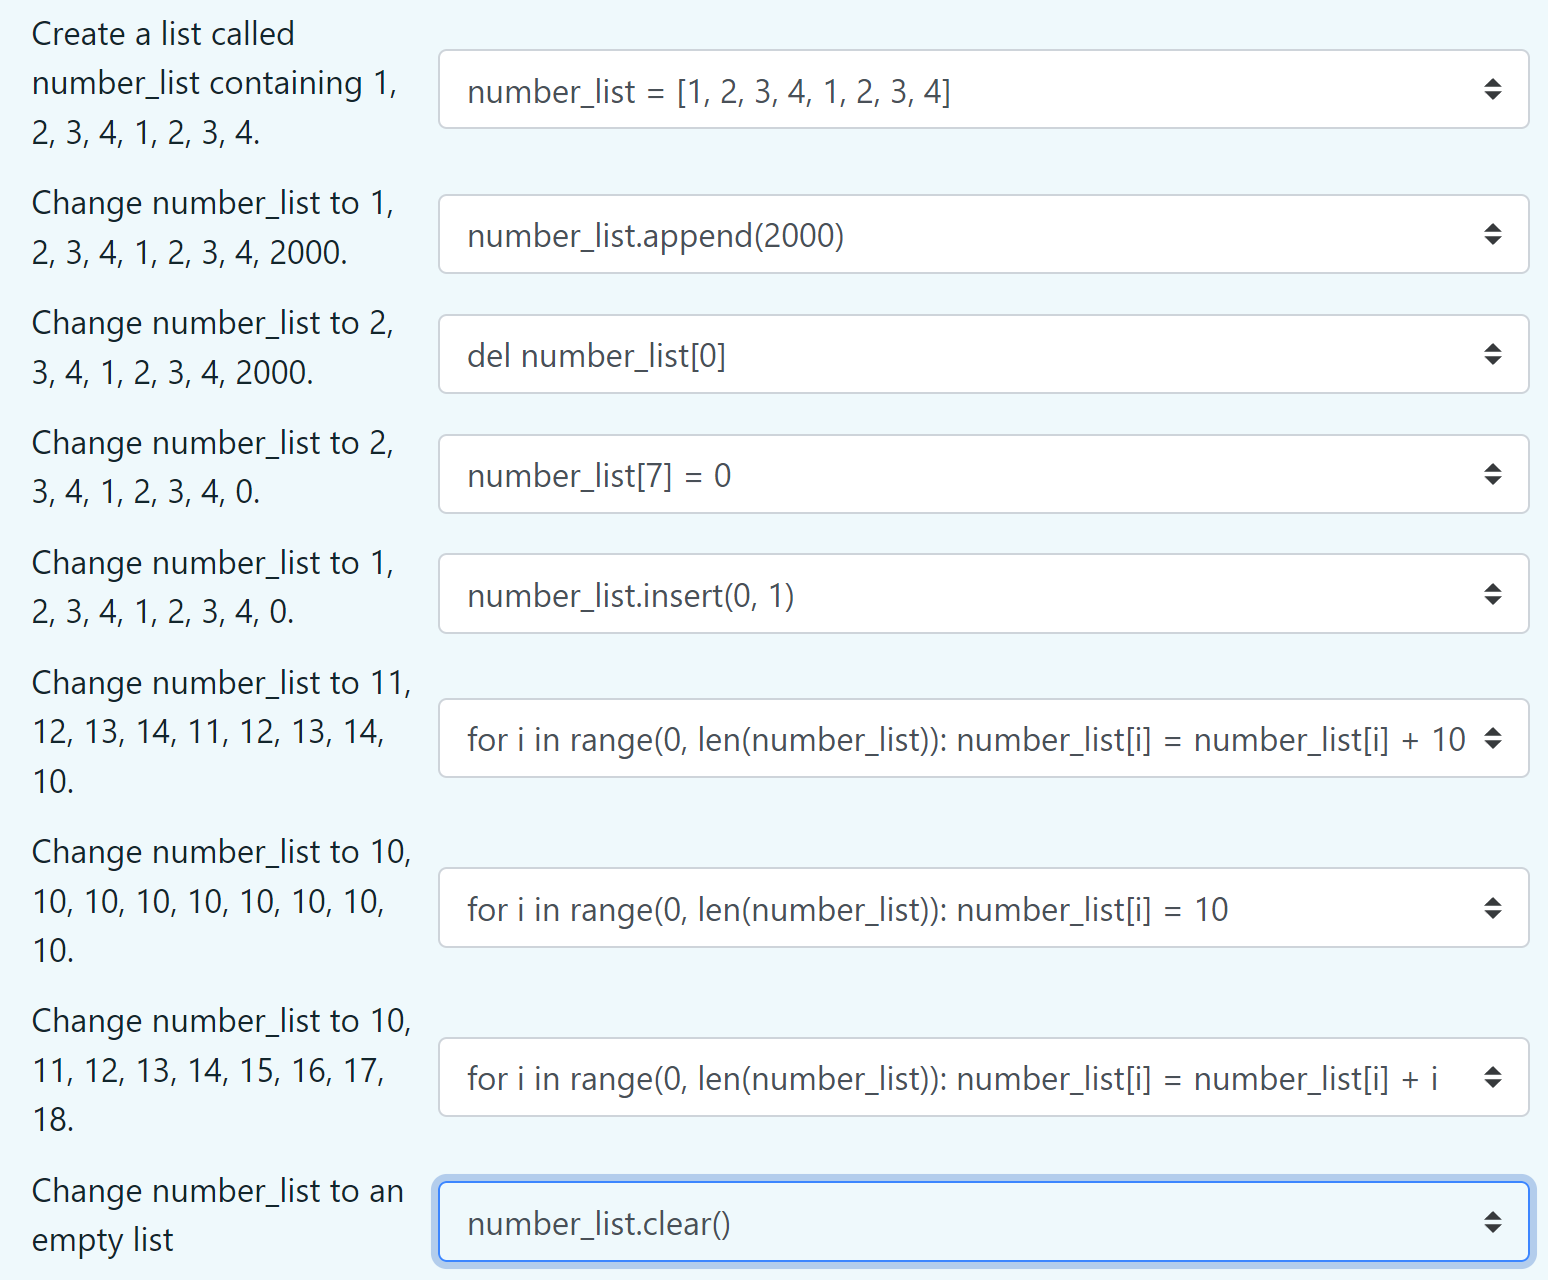 Create a list called
number_list containing 1,
2, 3, 4, 1, 2, 3, 4.
number_list = [1, 2, 3, 4, 1, 2, 3, 4]
Change number_list to 1,
2, 3, 4, 1, 2, 3, 4, 2000.
number_list.append(2000)
Change number_list to 2,
3, 4, 1, 2, 3, 4, 2000.
del number_list[0]
Change number_list to 2,
3, 4, 1, 2, 3, 4, 0.
number_list[7] = 0
Change number_list to 1,
2, 3, 4, 1, 2, 3, 4, 0.
number_list.insert(0, 1)
Change number_list to 11,
12, 13, 14, 11, 12, 13, 14,
10.
for i in range(0, len(number_list)): number_list[i] = number_list[i] + 10
Change number_list to 10,
10, 10, 10, 10, 10, 10, 10,
10.
for i in range(0, len(number_list)): number_list[i] = 10
Change number_list to 10,
11, 12, 13, 14, 15, 16, 17,
18.
for i in range(0, len(number_list)): number_list[i] = number_list[i] + i
Change number_list to an
empty list
number_list.clear()